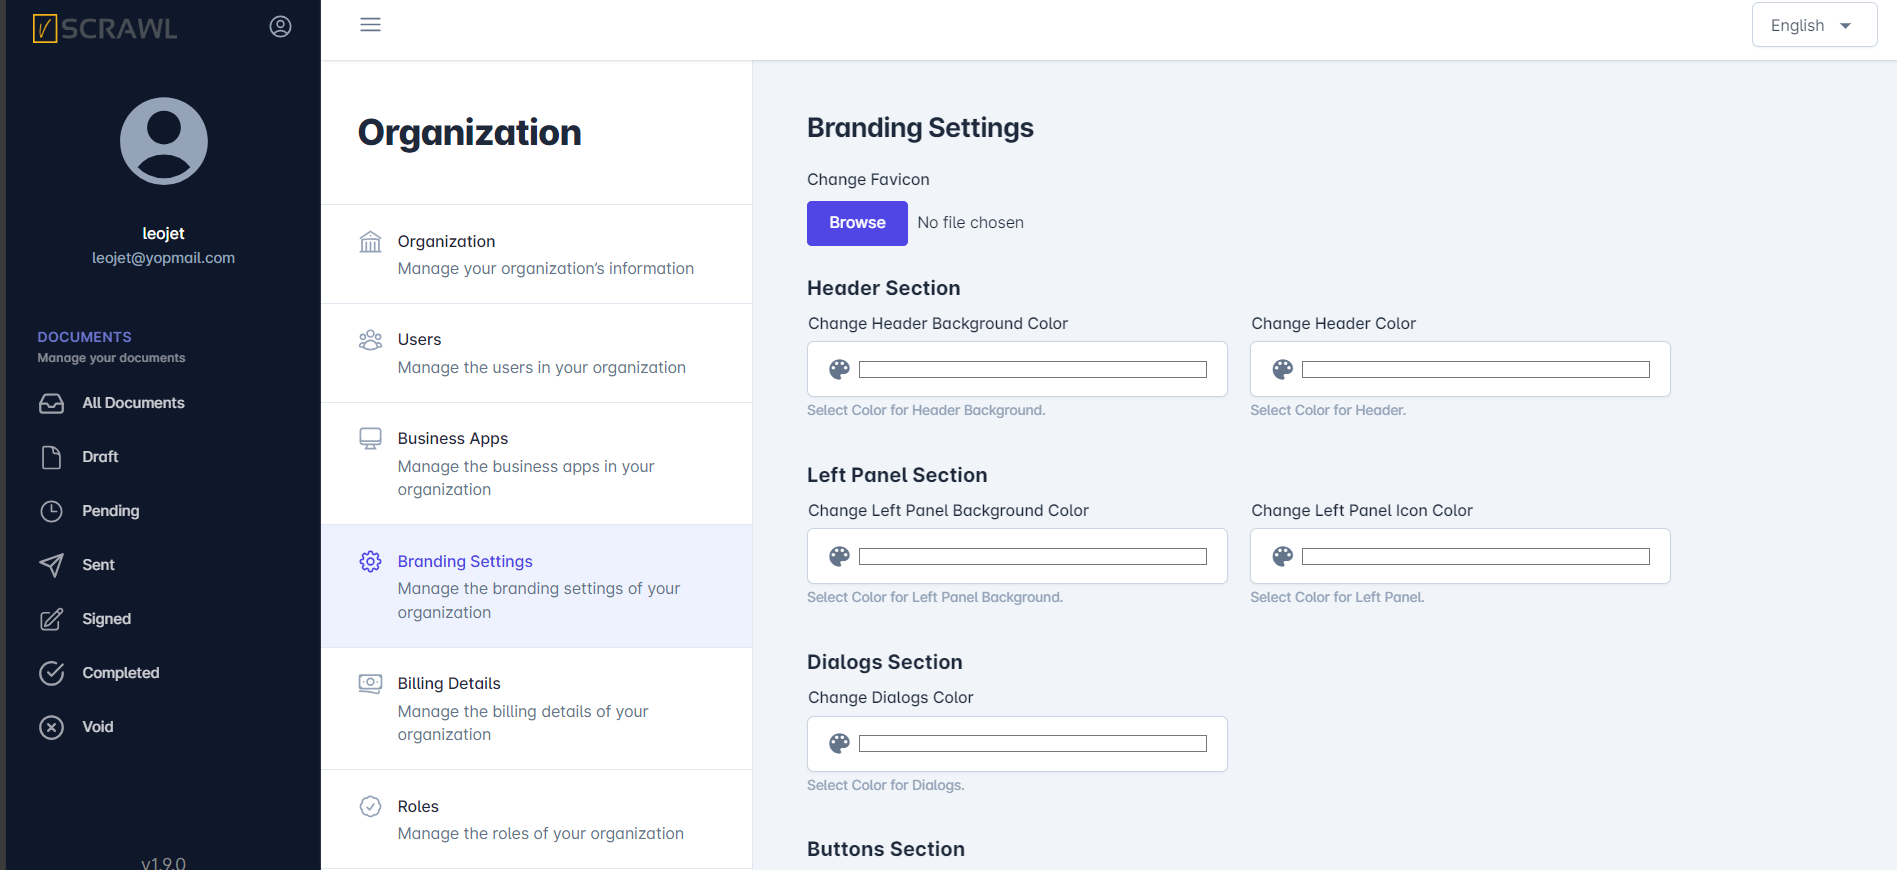 SCRAWL
English
leojet
leojet@yopmail.com
DOCUMENTS
Manage your documents
All Documents
Draft
Pending
Sent
Signed
Completed
Void
v1.9.0
Organization
Organization
Manage your organization's information
Users
Manage the users in your organization
Business Apps
Manage the business apps in your
organization
Branding Settings
Manage the branding settings of your
organization
Billing Details
Manage the billing details of your
organization
Roles
Manage the roles of your organization
Branding Settings
Change Favicon
Browse No file chosen
Header Section
Change Header Background Color
Change Header Color
Select Color for Header Background.
Select Color for Header.
Left Panel Section
Change Left Panel Background Color
Change Left Panel Icon Color
Select Color for Left Panel Background.
Select Color for Left Panel.
Dialogs Section
Change Dialogs Color
Select Color for Dialogs.
Buttons Section